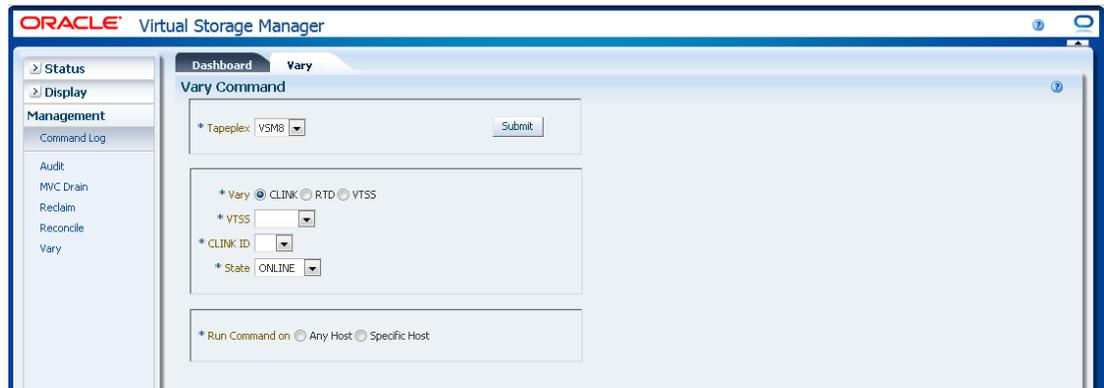 ORACLE® Virtual Storage Manager
Dashboard Vary
Status
Display
Management
Command Log
Audit
MVC Drain
Reclaim
Reconcile
Vary
Vary Command
* Tapeplex VSM8 Submit
* Vary CLINK RTD VTSS
* VTSS
* CLINK ID
* State ONLINE
* Run Command on Any Host Specific Host